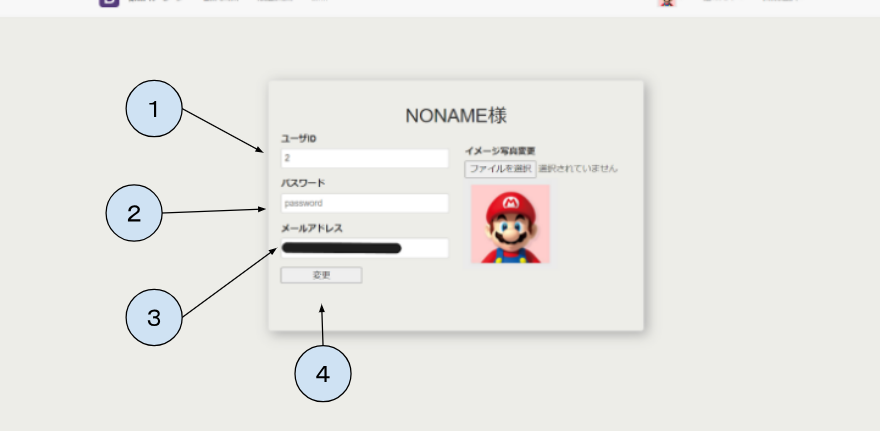 1
NONAME様
ユーザID
2
イメージ写真変更
ファイルを選択 選択されていません
パスワード
password
2
メールアドレス
変更
3
4